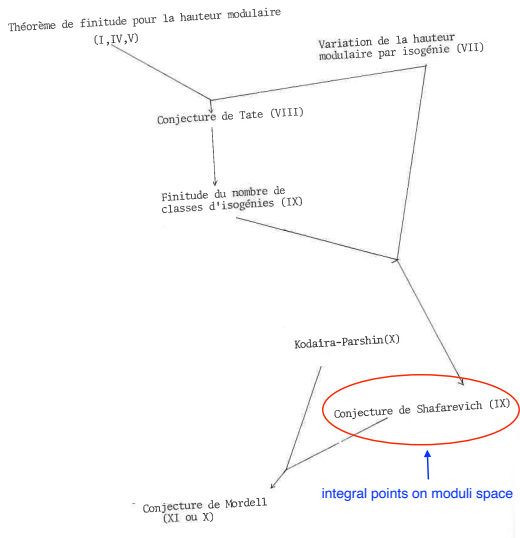 Théorème de finitude pour la hauteur modulaire
(I,IV,V)
Variation de la hauteur
modulaire par isogénie (VII)
Conjecture de Tate (VIII)
Finitude du nombre de
classes d'isogénies (IX)
Kodaira-Parshin(X)
Conjecture de Shafarevich (IX)
integral points on moduli space
Conjecture de Mordell
(XI ou X)